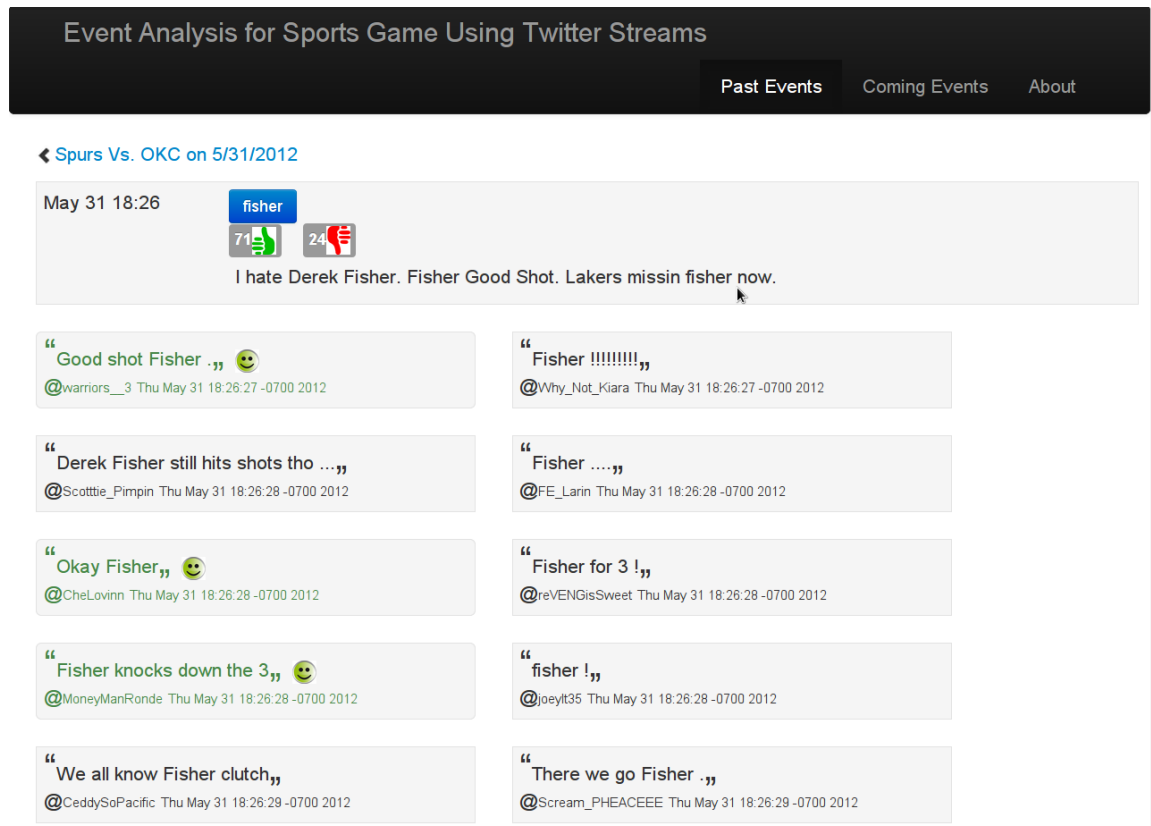 Event Analysis for Sports Game Using Twitter Streams
Past Events Coming Events About
Spurs Vs. OKC on 5/31/2012
May 31 18:26 fisher
71 24
I hate Derek Fisher. Fisher Good Shot. Lakers missin fisher now.
“Good shot Fisher .„
@warriors__3 Thu May 31 18:26:27 -0700 2012
“Fisher !!!!!!!!!„
@Why_Not_Kiara Thu May 31 18:26:27 -0700 2012
“Derek Fisher still hits shots tho ...„
@Scotttie_Pimpin Thu May 31 18:26:28 -0700 2012
“Fisher ....„
@FE_Larin Thu May 31 18:26:28 -0700 2012
“Okay Fisher„
@CheLovinn Thu May 31 18:26:28 -0700 2012
“Fisher for 3 !„
@reVENGisSweet Thu May 31 18:26:28 -0700 2012
“Fisher knocks down the 3„
@MoneyManRonde Thu May 31 18:26:28 -0700 2012
“fisher !„
@joeylt35 Thu May 31 18:26:28 -0700 2012
“We all know Fisher clutch„
@CeddySoPacific Thu May 31 18:26:29 -0700 2012
“There we go Fisher .„
@Scream_PHEACEEE Thu May 31 18:26:29 -0700 2012